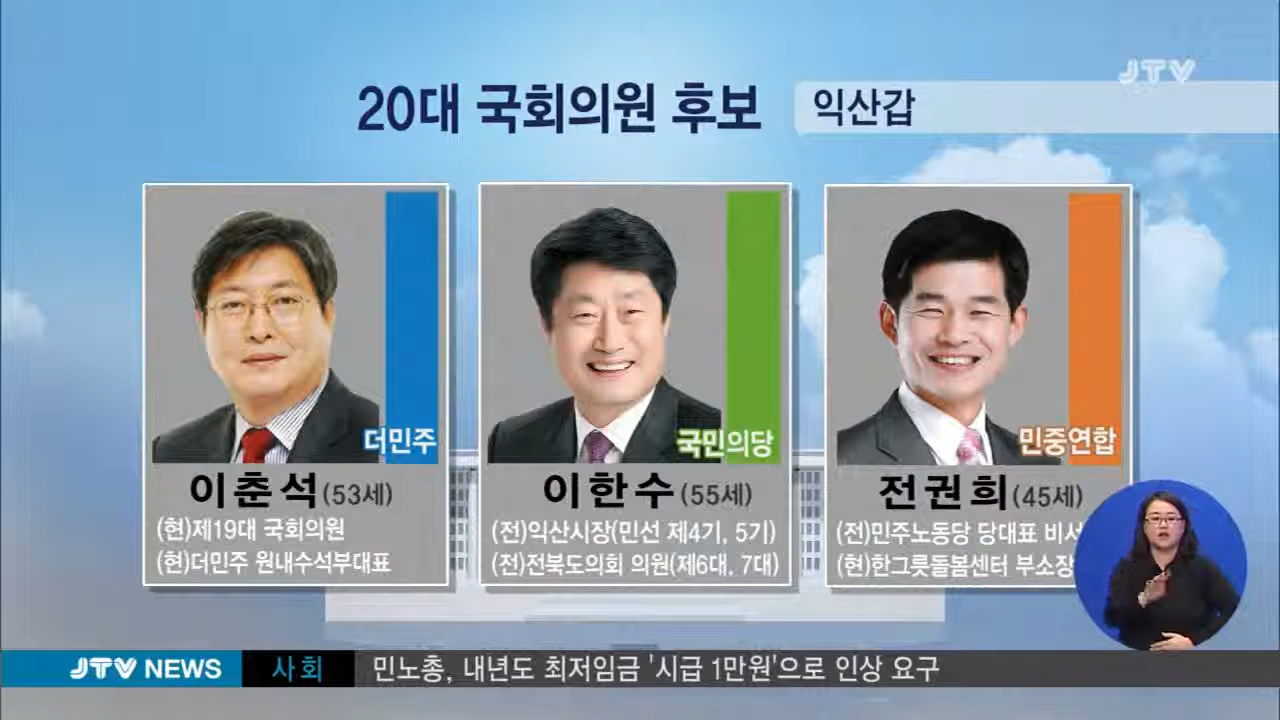 JTV
20대 국회의원 후보 익산갑
더민주
이춘석(53세)
(현)제19대 국회의원
(현)더민주 원내수석부대표
국민의당
이한수(55세)
(전)익산시장(민선 제4기, 5기)
(전)전북도의회 의원(제6대, 7대)
민중연합
전권희(45세)
(전)민주노동당 당대표 비서
(현)한그릇돌봄센터 부소장
JTV NEWS 사회 민노총, 내년도 최저임금 '시급 1만원'으로 인상 요구